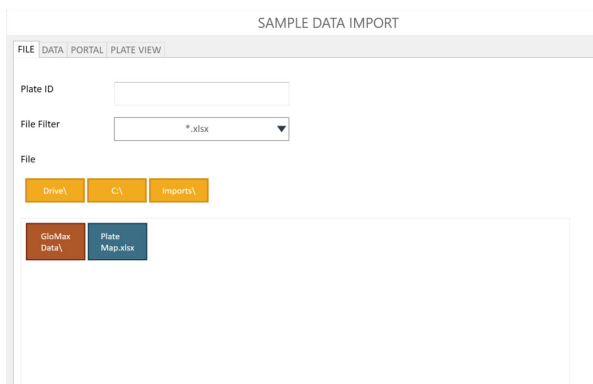 SAMPLE DATA IMPORT
FILE DATA PORTAL PLATE VIEW
Plate ID
File Filter
*.xlsx
File
Drive\ C:\ Imports\
GloMax Plate
Data\ Map.xlsx